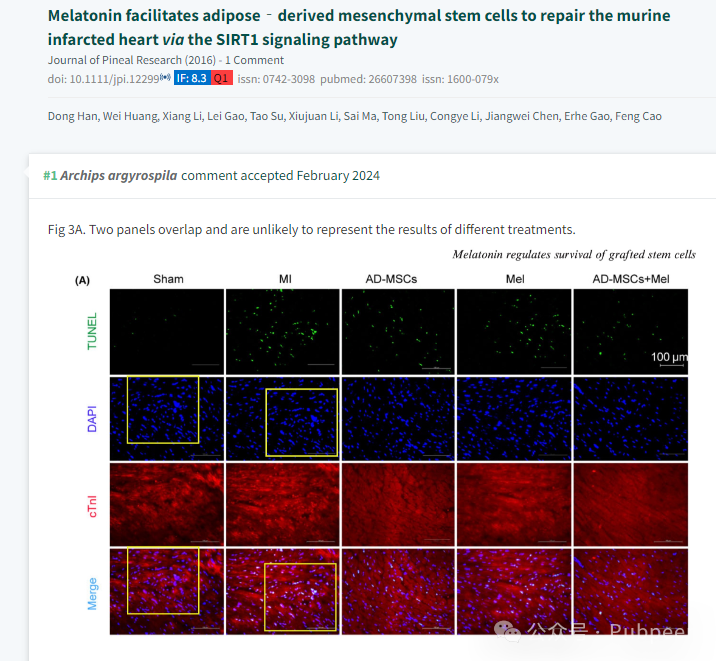 Melatonin facilitates adipose‐derived mesenchymal stem cells to repair the murine
infarcted heart via the SIRT1 signaling pathway
Journal of Pineal Research (2016) - 1 Comment
doi: 10.1111/jpi.12299 IF: 8.3 Q1 issn: 0742-3098 pubmed: 26607398 issn: 1600-079x
Dong Han, Wei Huang, Xiang Li, Lei Gao, Tao Su, Xiujuan Li, Sai Ma, Tong Liu, Congye Li, Jiangwei Chen, Erhe Gao, Feng Cao
#1 Archips argyrospila comment accepted February 2024
Fig 3A. Two panels overlap and are unlikely to represent the results of different treatments.
Melatonin regulates survival of grafted stem cells
(A) Sham MI AD-MSCs Mel AD-MSCs+Mel
TUNEL
100 μm
DAPI
cTnI
Merge
公众号：Pubpee